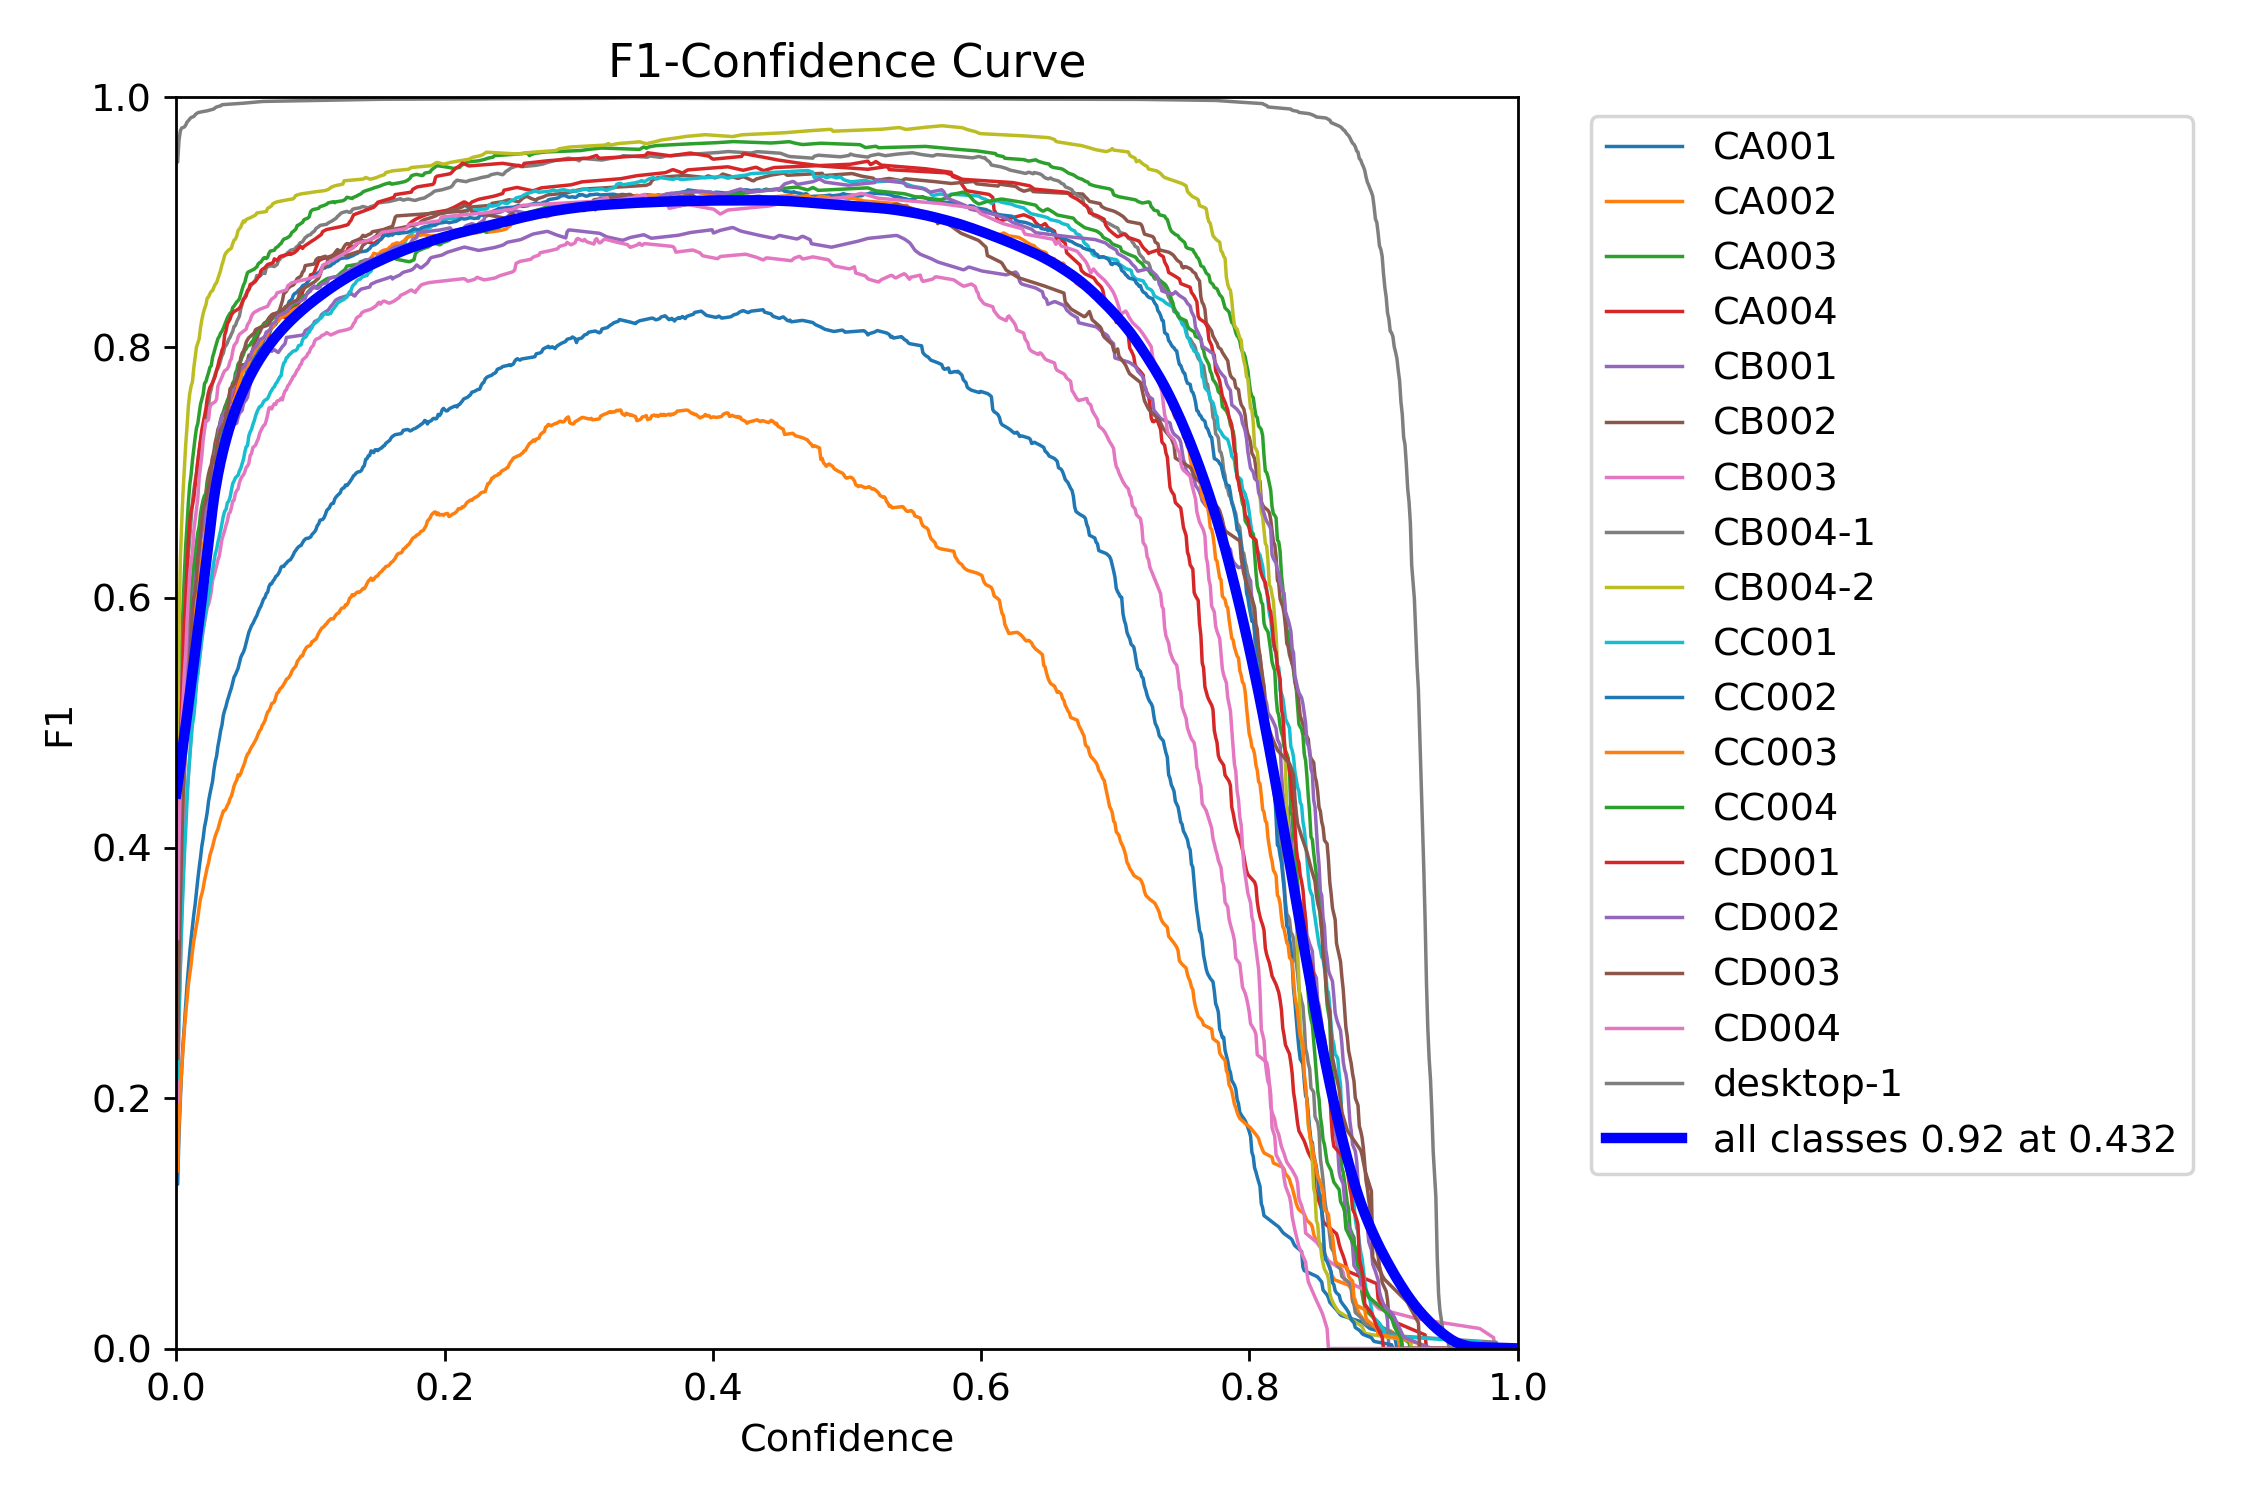 F1-Confidence Curve
1.0
0.8
0.6
0.4
0.2
0.0
F1
0.0 0.2 0.4 0.6 0.8 1.0
Confidence
CA001
CA002
CA003
CA004
CB001
CB002
CB003
CB004-1
CB004-2
CC001
CC002
CC003
CC004
CD001
CD002
CD003
CD004
desktop-1
all classes 0.92 at 0.432